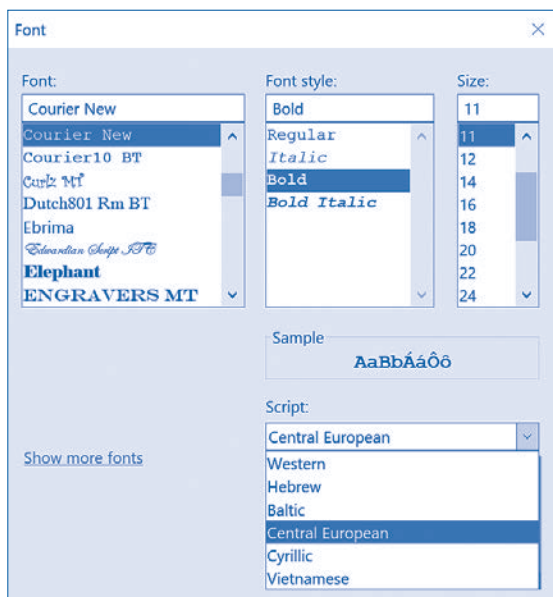 Font
Font:
Courier New
Courier New
Courier10 BT
Curlz MT
Dutch801 Rm BT
Ebrima
Edwardian Script ITC
Elephant
ENGRAVERS MT
Font style:
Bold
Regular
Italic
Bold
Bold Italic
Size:
11
11
12
14
16
18
20
22
24
Sample
AaBbÁáÔô
Script:
Central European
Western
Hebrew
Baltic
Central European
Cyrillic
Vietnamese
Show more fonts